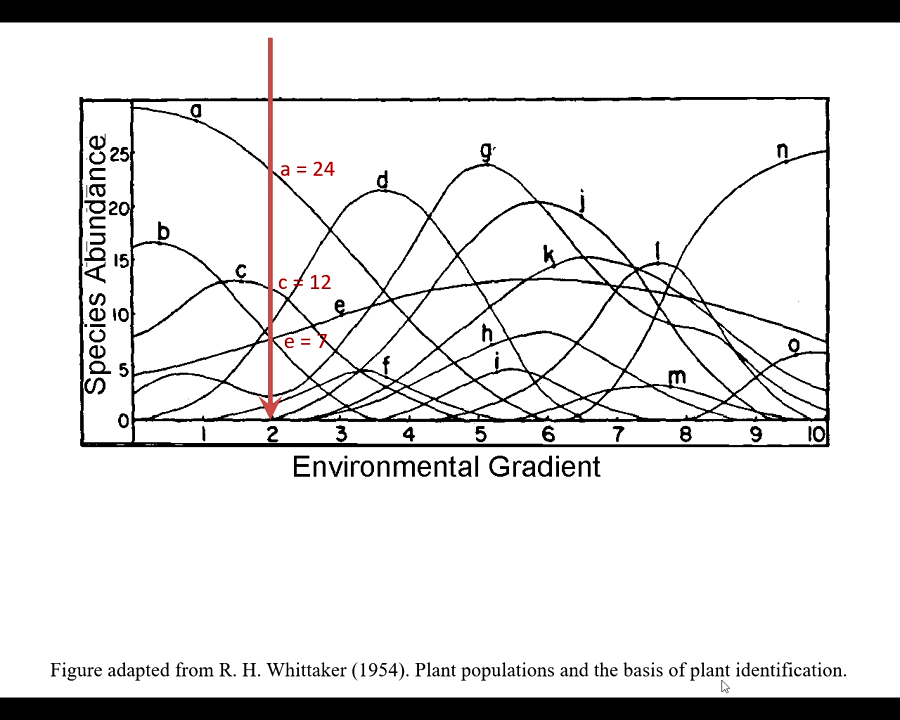 a
n
g
25
a = 24
d
20
j
b
k
l
15
c
c = 12
e
10
h
e = 7
o
f
i
5
m
0
1 2 3 4 5 6 7 8 9 10
Species Abundance
Environmental Gradient
Figure adapted from R. H. Whittaker (1954). Plant populations and the basis of plant identification.